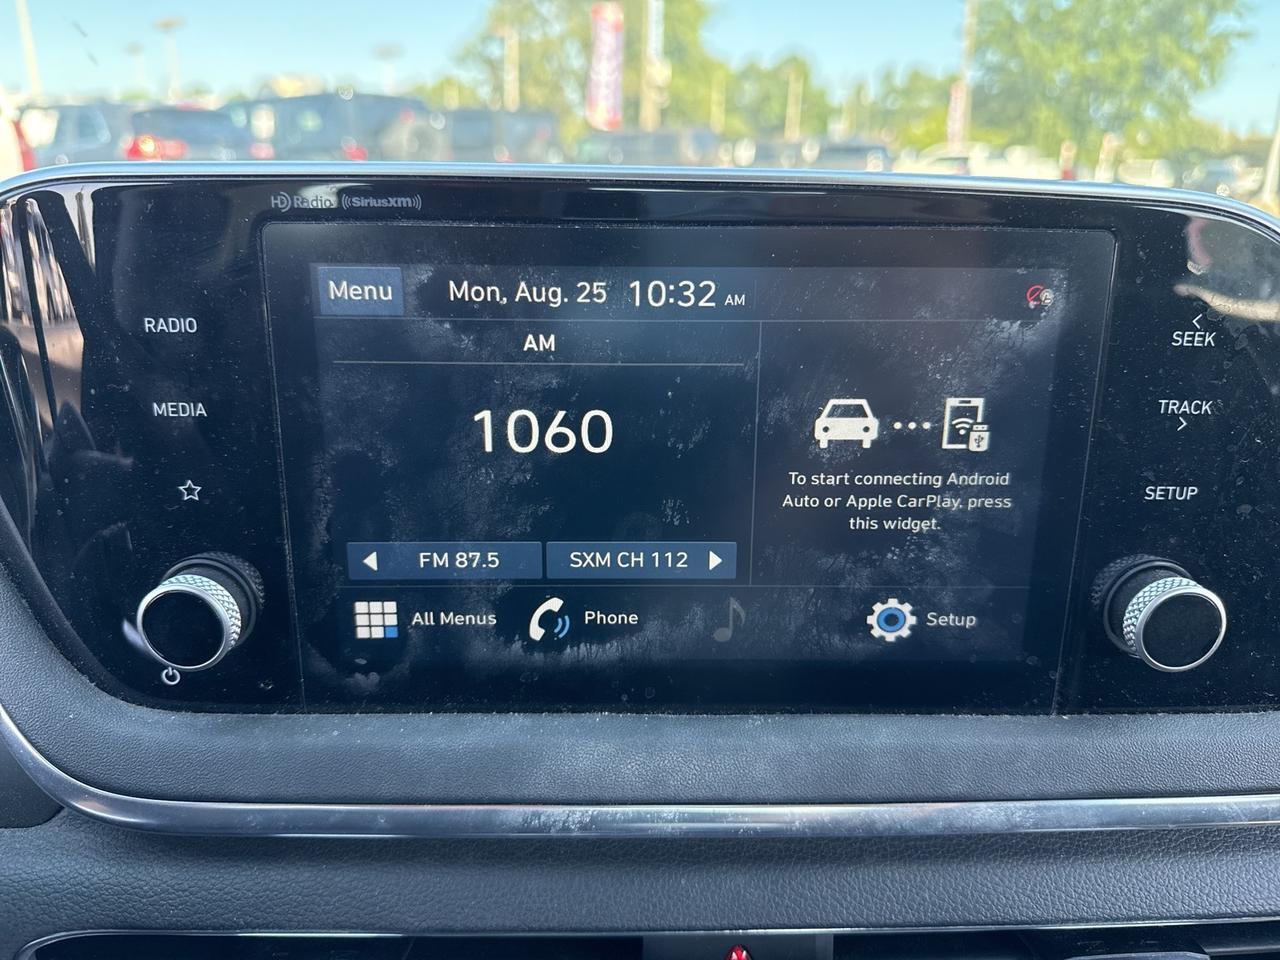 HD Radio ((SiriusXM))
Menu
Mon, Aug. 25 10:32 AM
AM
1060
FM 87.5
SXM CH 112
To start connecting Android
Auto or Apple CarPlay, press
this widget.
All Menus
Phone
Setup
RADIO
MEDIA
< SEEK
TRACK >
SETUP